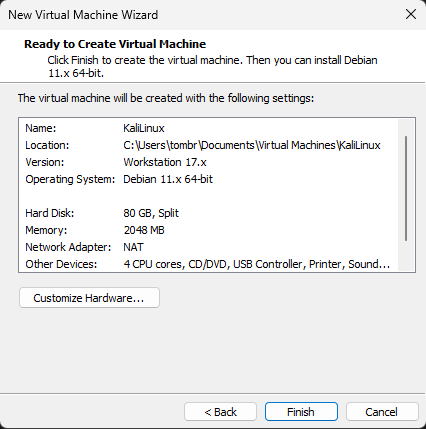 New Virtual Machine Wizard
Ready to Create Virtual Machine
Click Finish to create the virtual machine. Then you can install Debian
11.x 64-bit.
The virtual machine will be created with the following settings:
Name: KaliLinux
Location: C:\Users\tombr\Documents\Virtual Machines\KaliLinux
Version: Workstation 17.x
Operating System: Debian 11.x 64-bit
Hard Disk: 80 GB, Split
Memory: 2048 MB
Network Adapter: NAT
Other Devices: 4 CPU cores, CD/DVD, USB Controller, Printer, Sound...
Customize Hardware...
< Back Finish Cancel